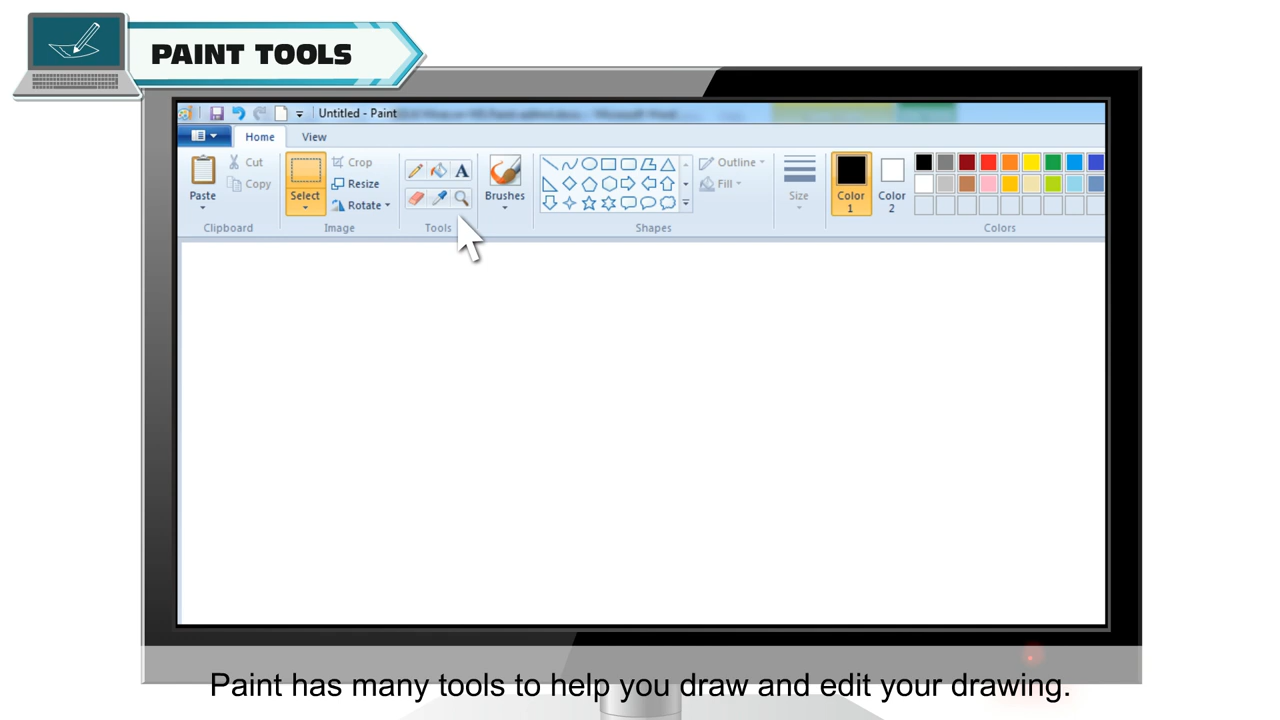 PAINT TOOLS
Untitled - Paint
Home
View
Cut
Crop
A
Outline
Copy
Resize
Fill
Paste
Select
Rotate
Brushes
Size
Color 1
Color 2
Clipboard
Image
Tools
Shapes
Colors
Paint has many tools to help you draw and edit your drawing.